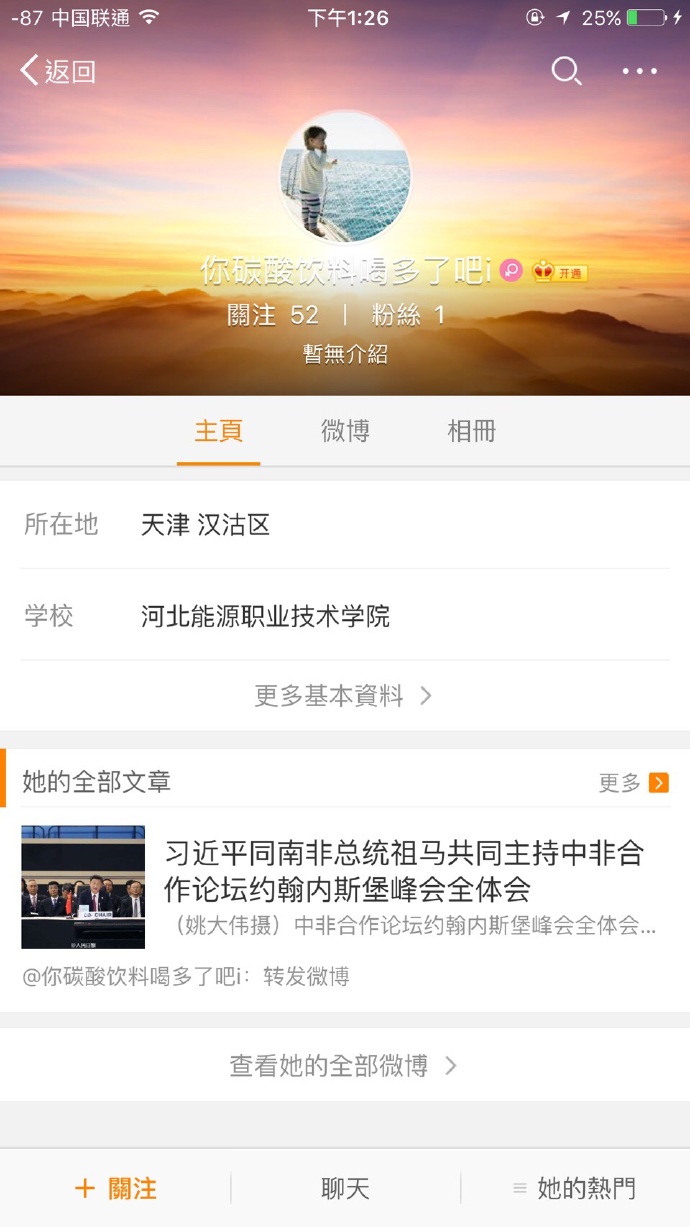 -87 中国联通 下午1:26 25%
返回
你碳酸饮料喝多了吧i 开通
關注 52 | 粉絲 1
暫無介紹
主頁 微博 相冊
所在地 天津 汉沽区
学校 河北能源职业技术学院
更多基本資料
她的全部文章 更多
习近平同南非总统祖马共同主持中非合
作论坛约翰内斯堡峰会全体会
（姚大伟摄）中非合作论坛约翰内斯堡峰会全体会...
CO-CHAIR
@人民日报
@你碳酸饮料喝多了吧i：转发微博
查看她的全部微博
+ 關注 聊天 她的熱門